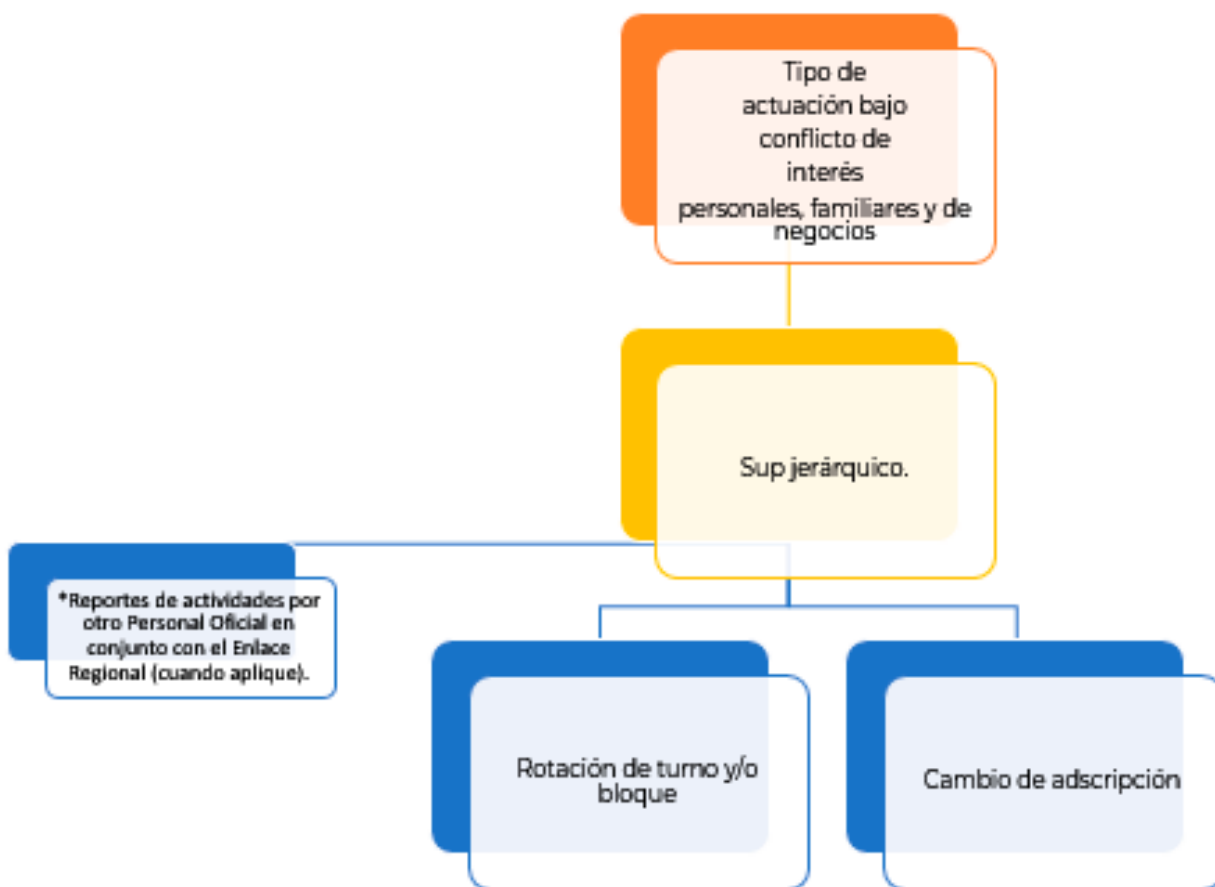 Tipo de
actuación bajo
conflicto de
interés
personales, familiares y de
negocios
Sup jerárquico.
*Reportes de actividades por
otro Personal Oficial en
conjunto con el Enlace
Regional (cuando aplique).
Rotación de turno y/o
bloque
Cambio de adscripción